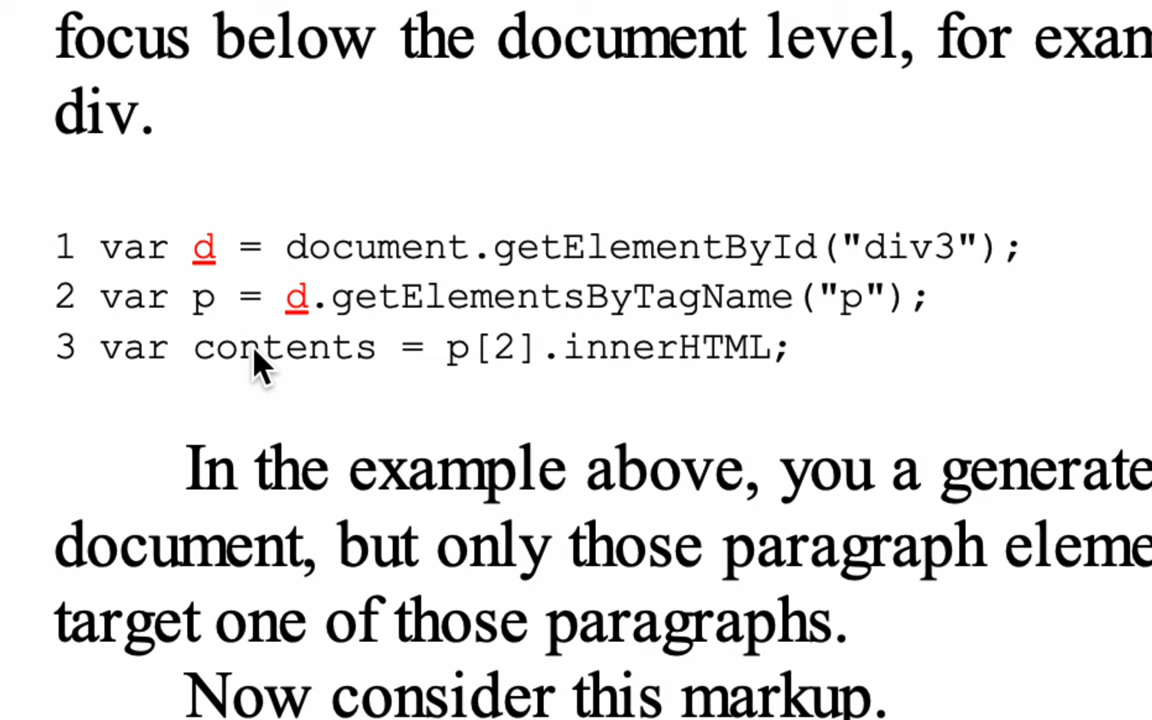 focus below the document level, for exam
div.
1 var d = document.getElementById("div3");
2 var p = d.getElementsByTagName("p");
3 var contents = p[2].innerHTML;
In the example above, you a generate
document, but only those paragraph eleme
target one of those paragraphs.
Now consider this markup.